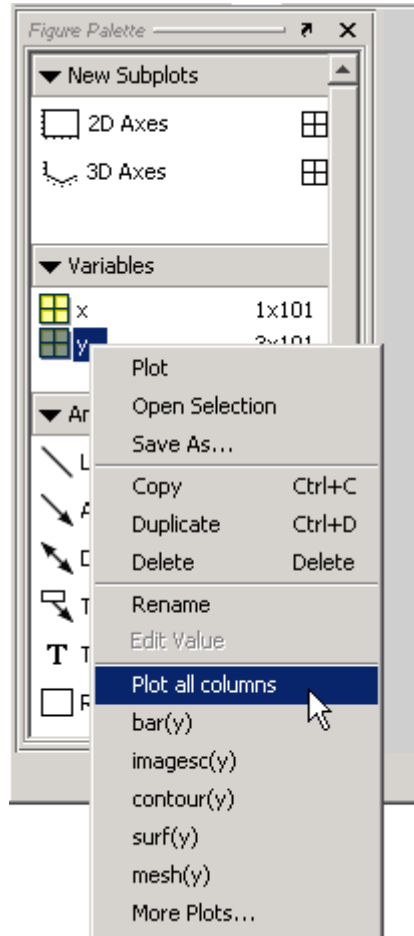 Figure Palette
New Subplots
2D Axes
3D Axes
Variables
x 1x101
y
Plot
Open Selection
Save As...
Copy Ctrl+C
Duplicate Ctrl+D
Delete Delete
Rename
Edit Value
Plot all columns
bar(y)
imagesc(y)
contour(y)
surf(y)
mesh(y)
More Plots...
T